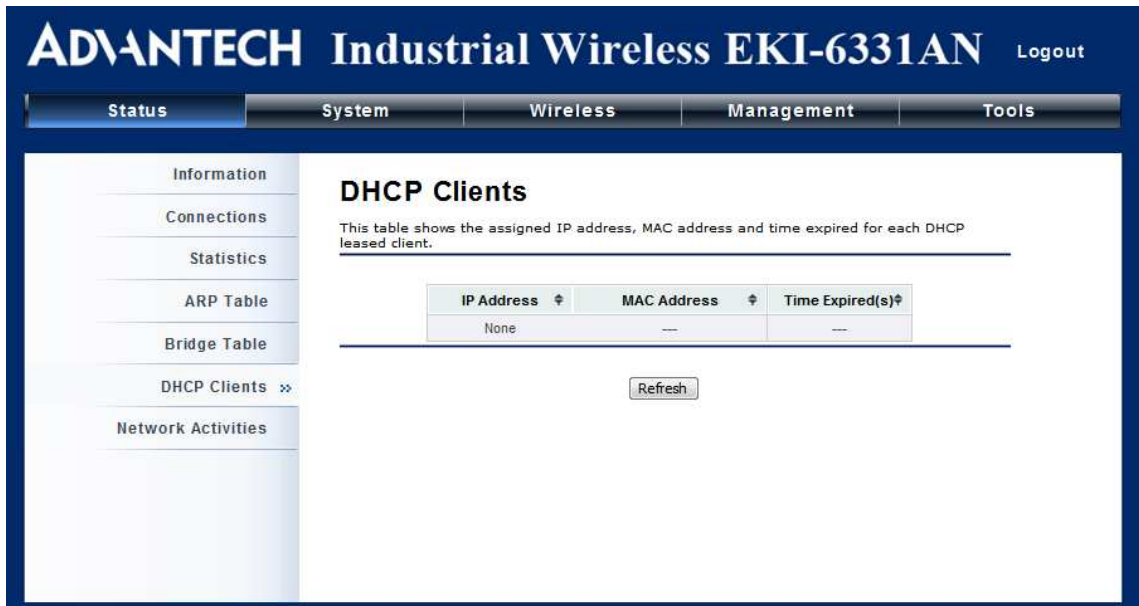 ADVANTECH Industrial Wireless EKI-6331AN Logout
Status System Wireless Management Tools
Information
Connections
Statistics
ARP Table
Bridge Table
DHCP Clients »
Network Activities
DHCP Clients
This table shows the assigned IP address, MAC address and time expired for each DHCP
leased client.
IP Address MAC Address Time Expired(s)
None --- ---
Refresh